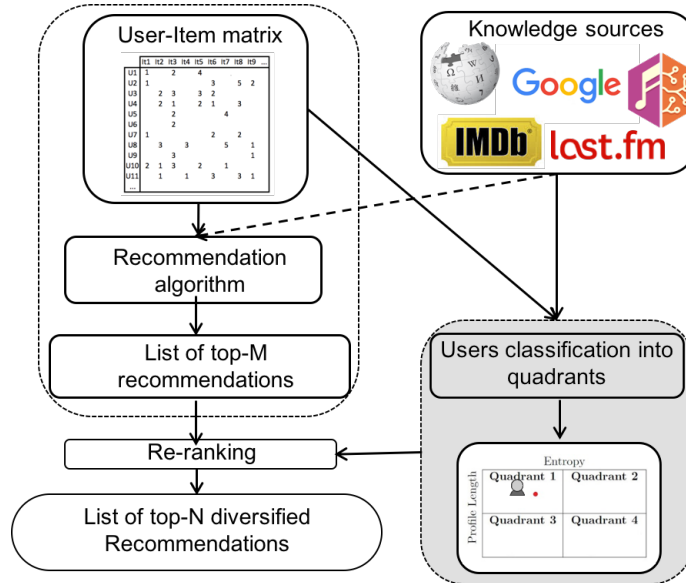 User-Item matrix
It1 It2 It3 It4 It5 It6 It7 It8 It9 ...
U1 1 2 4
U2 1 3 5 2
U3 2 3 3 2
U4 2 1 2 1 3
U5 2 4
U6 2
U7 1 2 2
U8 3 3 5 1
U9 3 1
U10 2 1 3 2 1
U11 1 1 3 3 1
...
Knowledge sources
Ω W И
Google
IMDb
last.fm
Recommendation
algorithm
List of top-M
recommendations
Users classification into
quadrants
Re-ranking
Entropy
Profile Length
Quadrant 1 Quadrant 2
Quadrant 3 Quadrant 4
List of top-N diversified
Recommendations